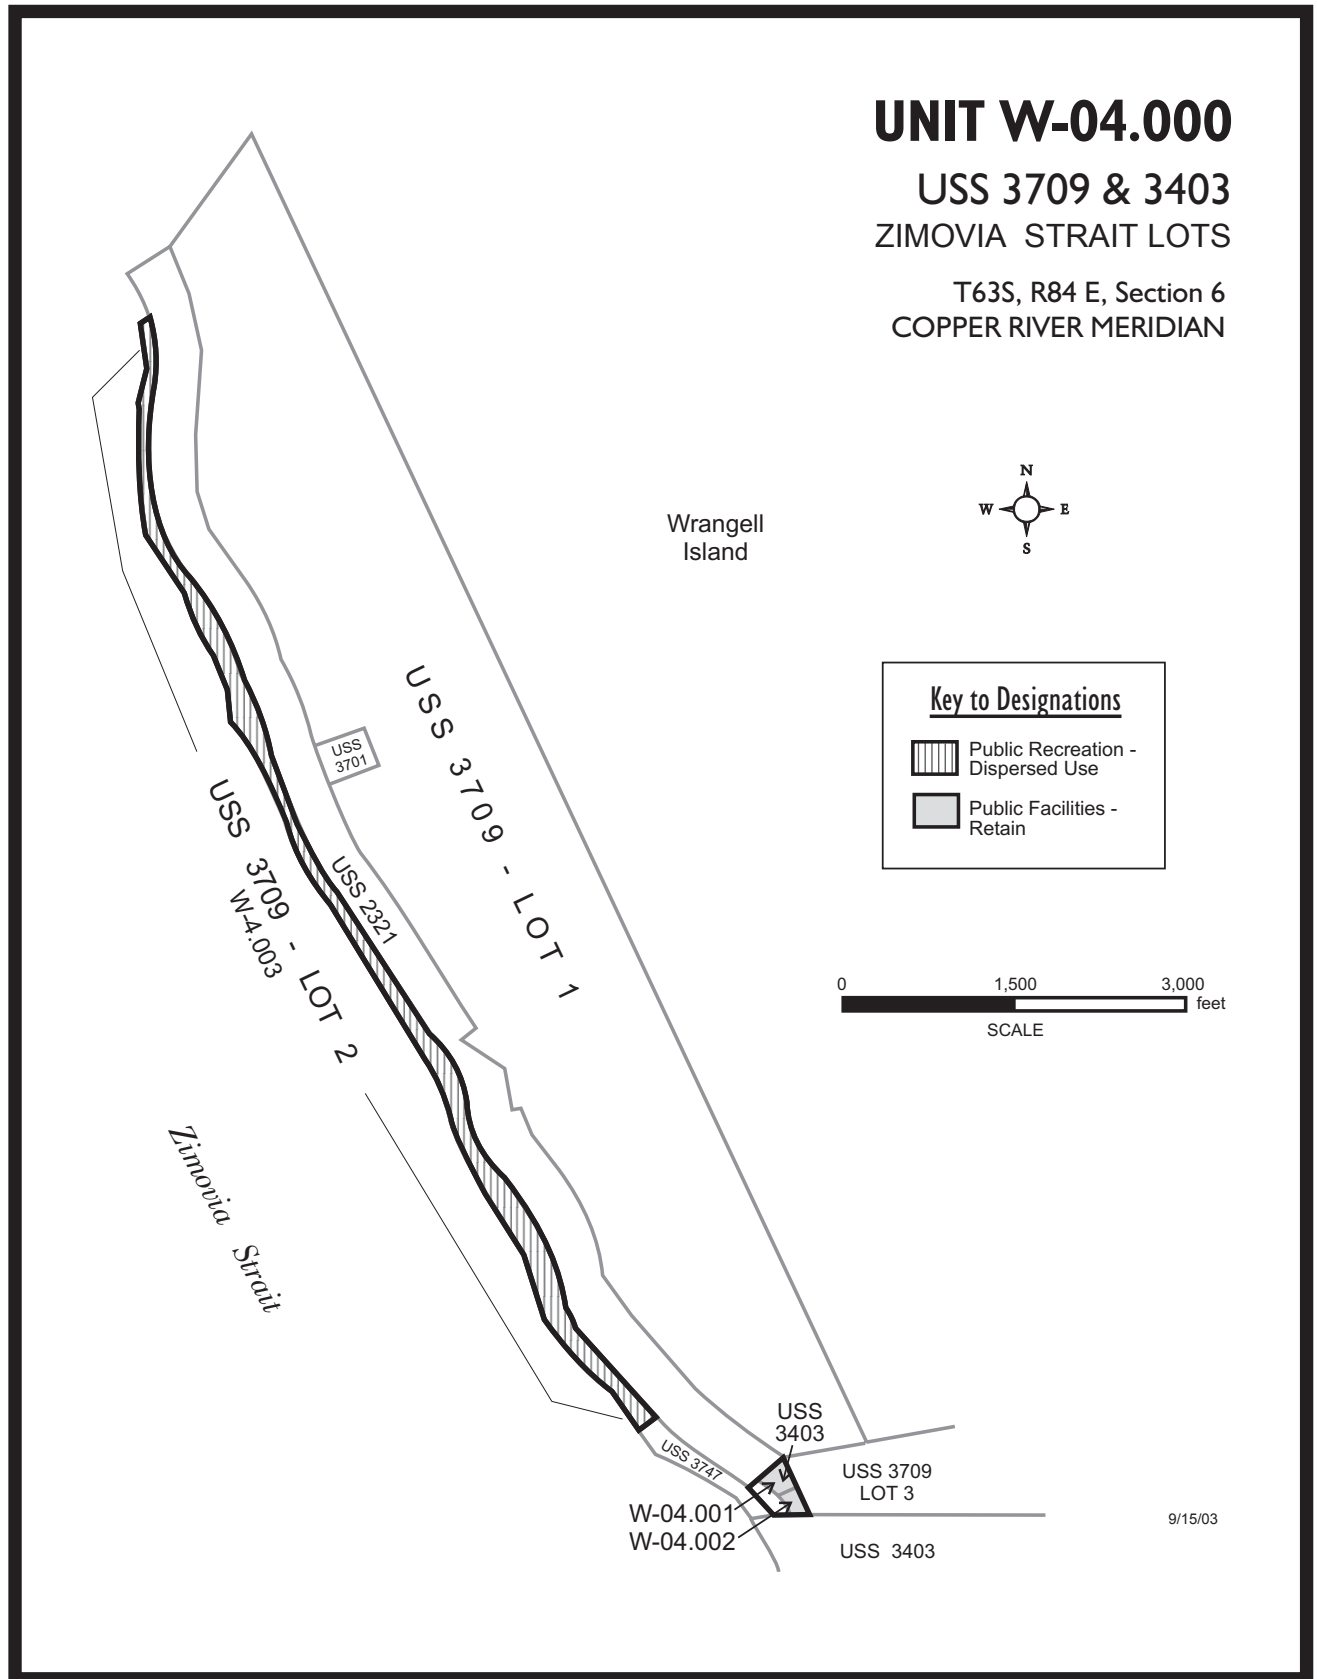 UNIT W-04.000
USS 3709 & 3403
ZIMOVIA STRAIT LOTS
T63S, R84 E, Section 6
COPPER RIVER MERIDIAN
N
W
E
S
Wrangell
Island
Key to Designations
Public Recreation -
Dispersed Use
Public Facilities -
Retain
USS
3701
USS 3709 - LOT 1
USS 2321
USS 3709 - LOT 2
W-4.003
0 1,500 3,000
feet
SCALE
Zimovia Strait
USS
3403
USS 3747
USS 3709
LOT 3
W-04.001
W-04.002
USS 3403
9/15/03